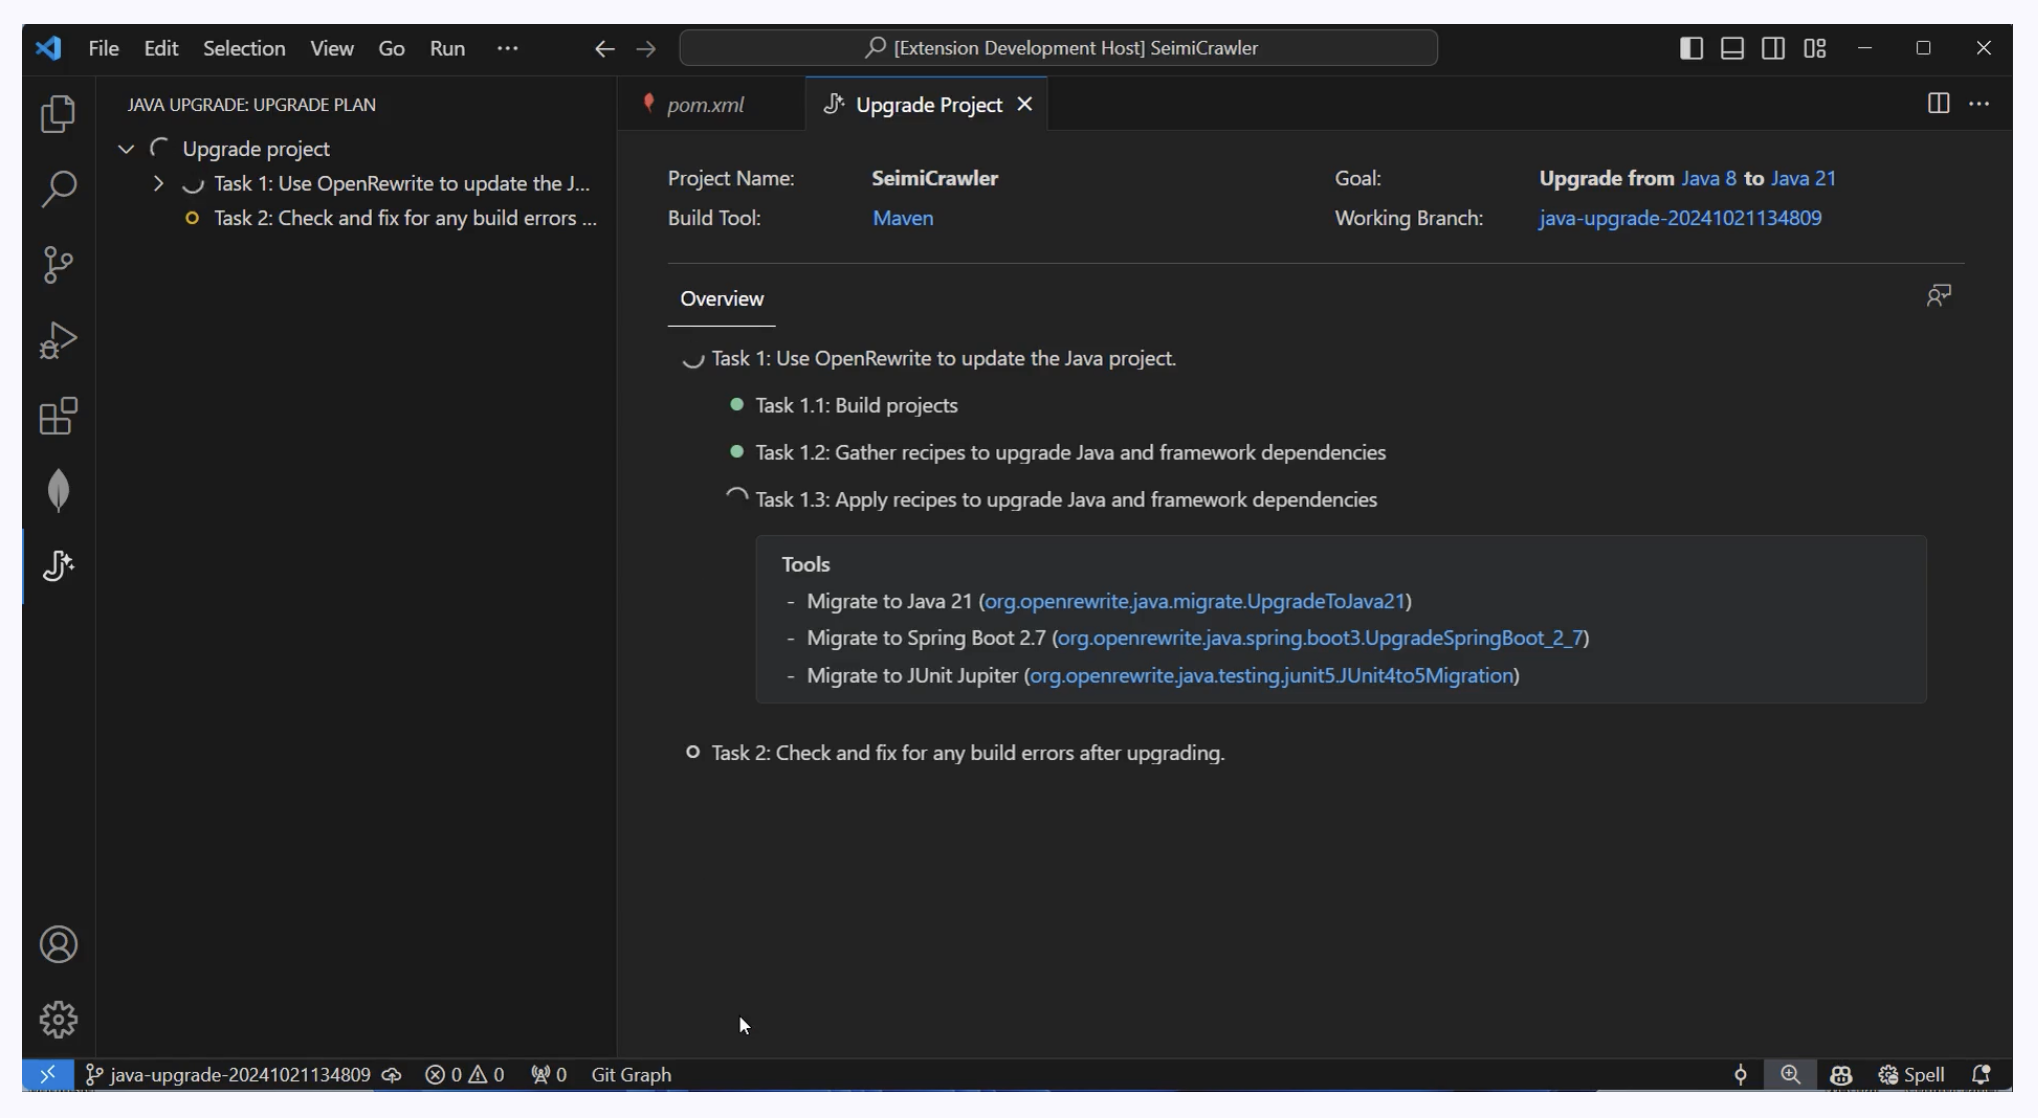 File Edit Selection View Go Run ···
[Extension Development Host] SeimiCrawler
JAVA UPGRADE: UPGRADE PLAN
Upgrade project
Task 1: Use OpenRewrite to update the J...
Task 2: Check and fix for any build errors ...
pom.xml
Upgrade Project
Project Name: SeimiCrawler
Goal: Upgrade from Java 8 to Java 21
Build Tool: Maven
Working Branch: java-upgrade-20241021134809
Overview
Task 1: Use OpenRewrite to update the Java project.
Task 1.1: Build projects
Task 1.2: Gather recipes to upgrade Java and framework dependencies
Task 1.3: Apply recipes to upgrade Java and framework dependencies
Tools
- Migrate to Java 21 (org.openrewrite.java.migrate.UpgradeToJava21)
- Migrate to Spring Boot 2.7 (org.openrewrite.java.spring.boot3.UpgradeSpringBoot_2_7)
- Migrate to JUnit Jupiter (org.openrewrite.java.testing.junit5.JUnit4to5Migration)
Task 2: Check and fix for any build errors after upgrading.
java-upgrade-20241021134809 0 0 0 Git Graph
Spell